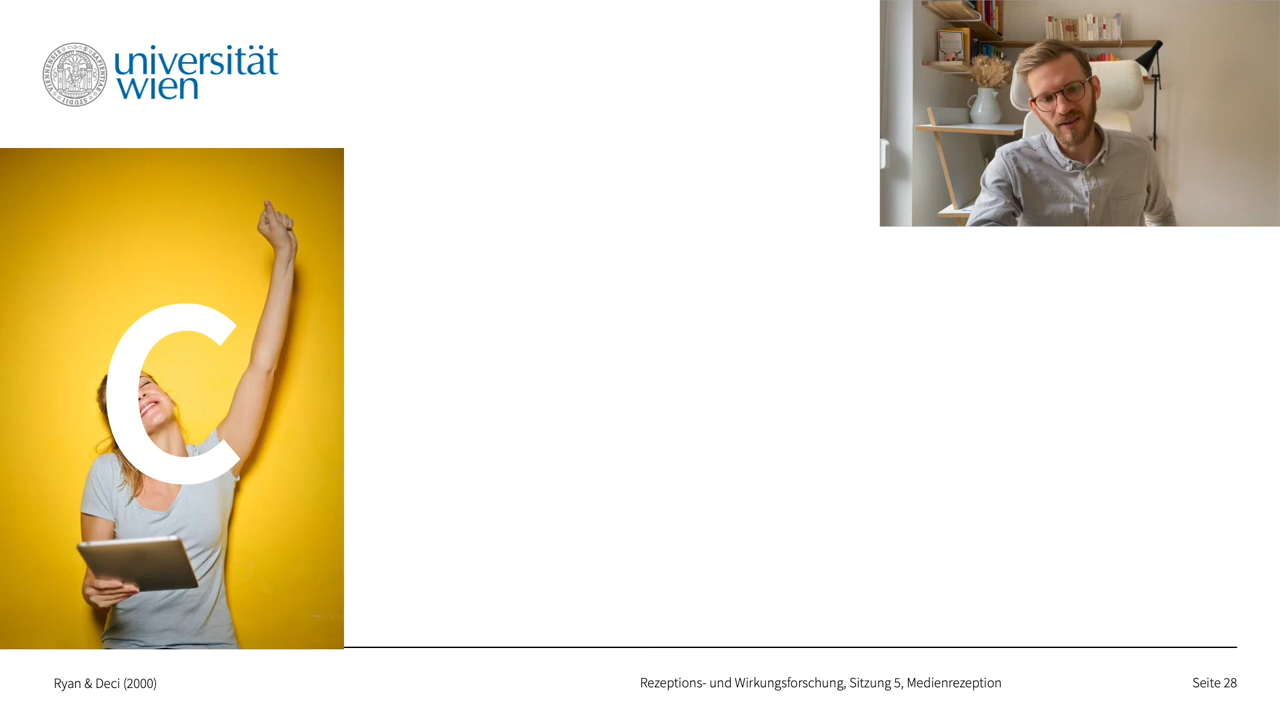 universität
wien
C
Ryan & Deci (2000)
Rezeptions- und Wirkungsforschung, Sitzung 5, Medienrezeption
Seite 28